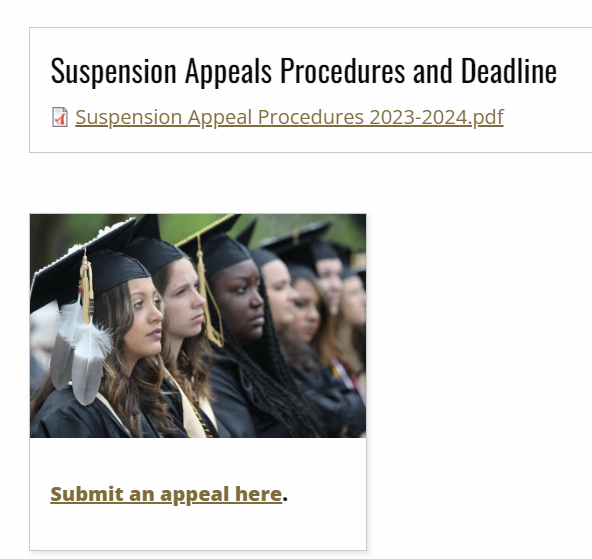 Suspension Appeals Procedures and Deadline
Suspension Appeal Procedures 2023-2024.pdf
Submit an appeal here.